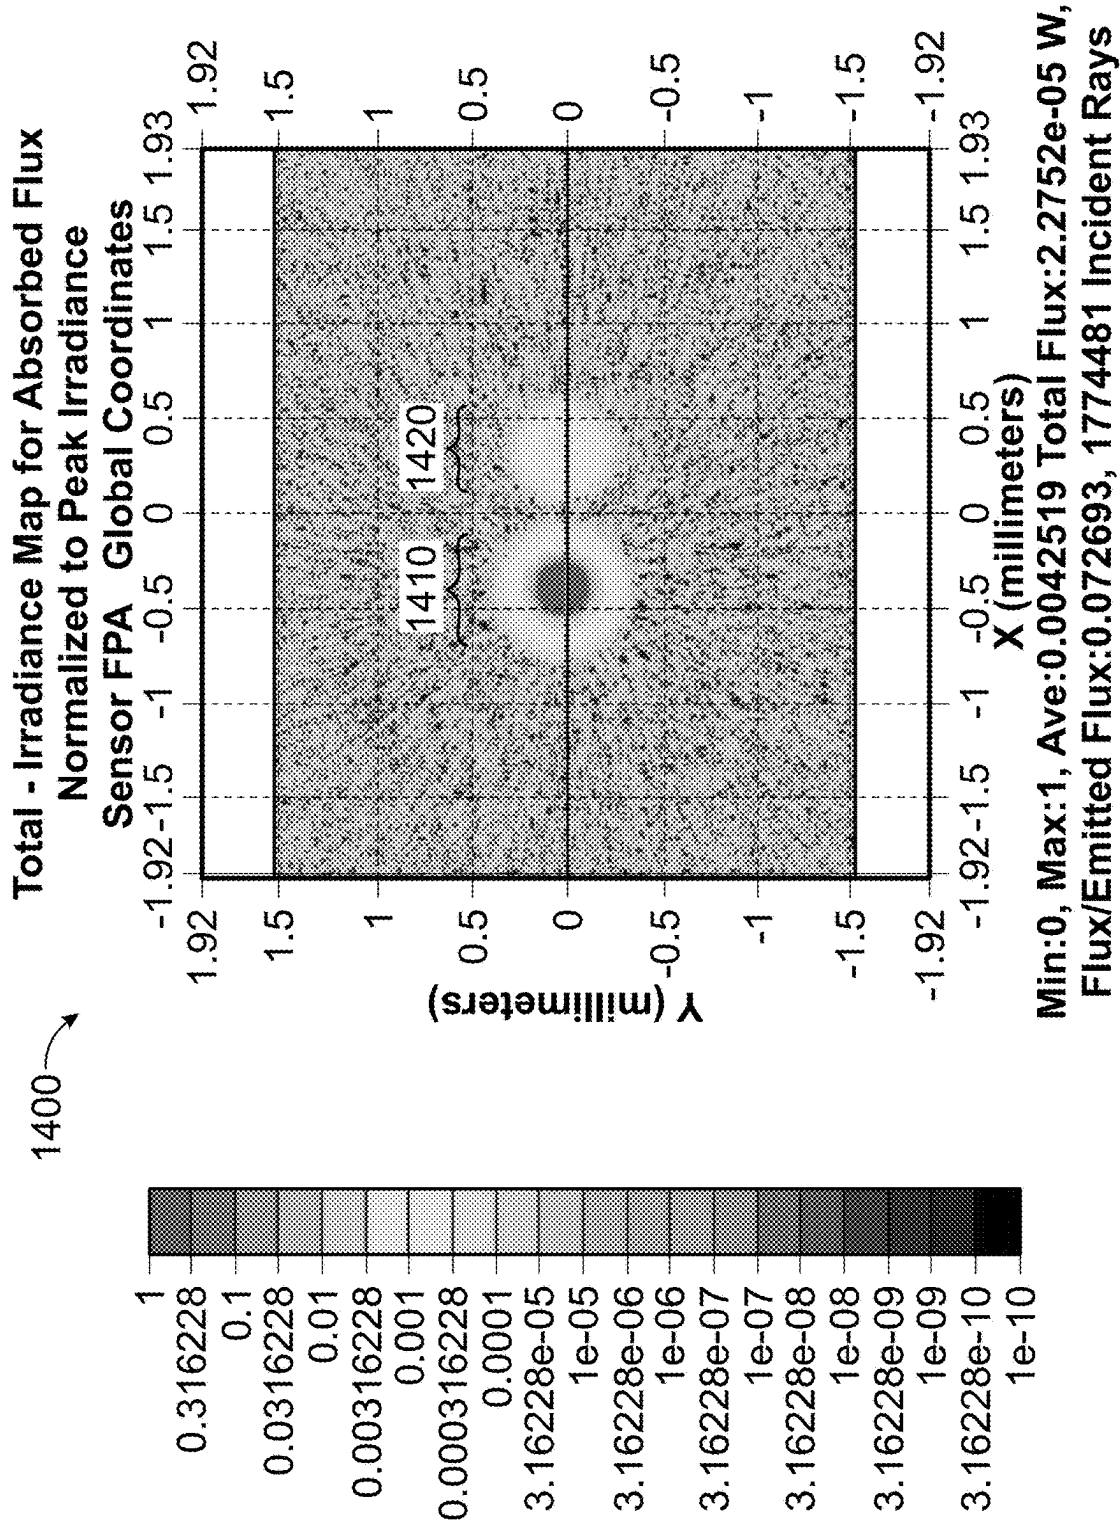 1400
Total - Irradiance Map for Absorbed Flux
Normalized to Peak Irradiance
Sensor FPA Global Coordinates
1
0.316228
0.1
0.0316228
0.01
0.00316228
0.001
0.000316228
0.0001
3.16228e-05
1e-05
3.16228e-06
1e-06
3.16228e-07
1e-07
3.16228e-08
1e-08
3.16228e-09
1e-09
3.16228e-10
1e-10
-1.92 -1.5 -1 -0.5 0 0.5 1 1.5 1.93
1.92
1.5
1
0.5
0
-0.5
-1
-1.5
-1.92
Y (millimeters)
1410 1420
1.92
1.5
1
0.5
0
-0.5
-1
-1.5
-1.92
-1.92 -1.5 -1 -0.5 0 0.5 1 1.5 1.93
X (millimeters)
Min:0, Max:1, Ave:0.0042519 Total Flux:2.2752e-05 W,
Flux/Emitted Flux:0.072693, 1774481 Incident Rays